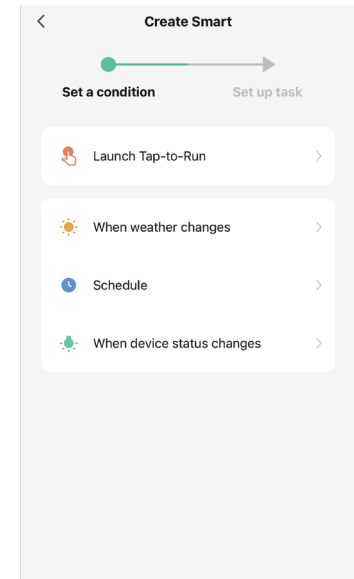 Create Smart
Set a condition
Set up task
Launch Tap-to-Run
When weather changes
Schedule
When device status changes